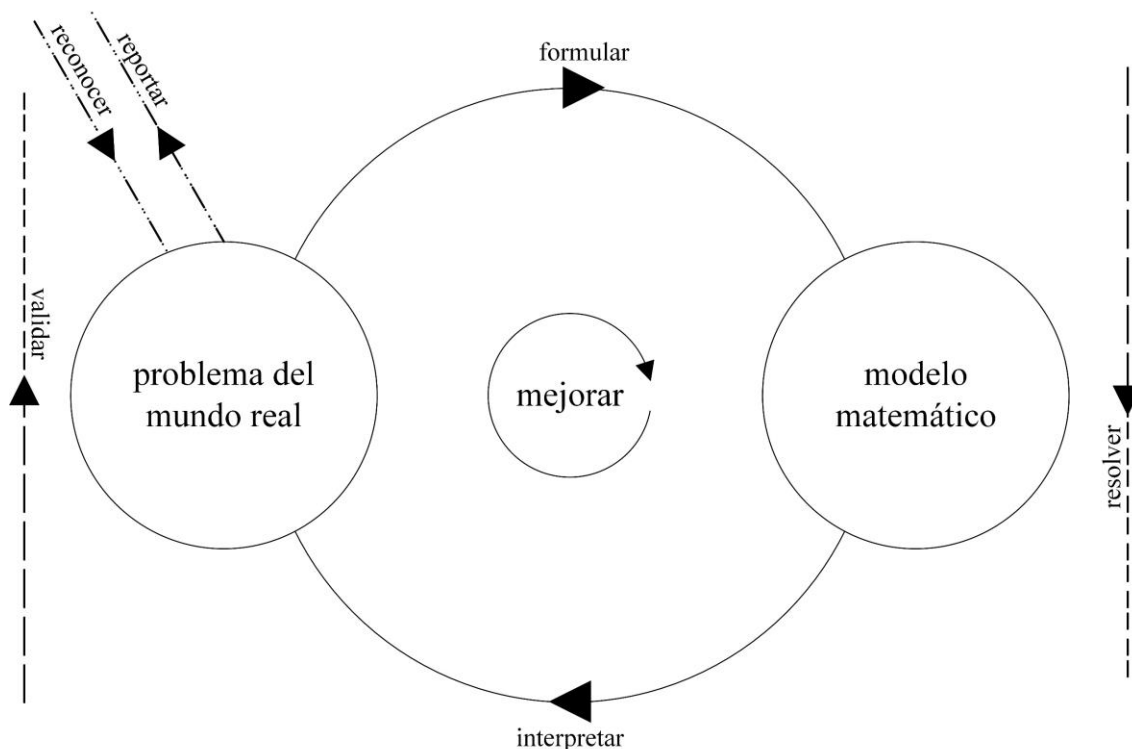 reconocer
reportar
formular
validar
problema del
mundo real
mejorar
modelo
matemático
resolver
interpretar